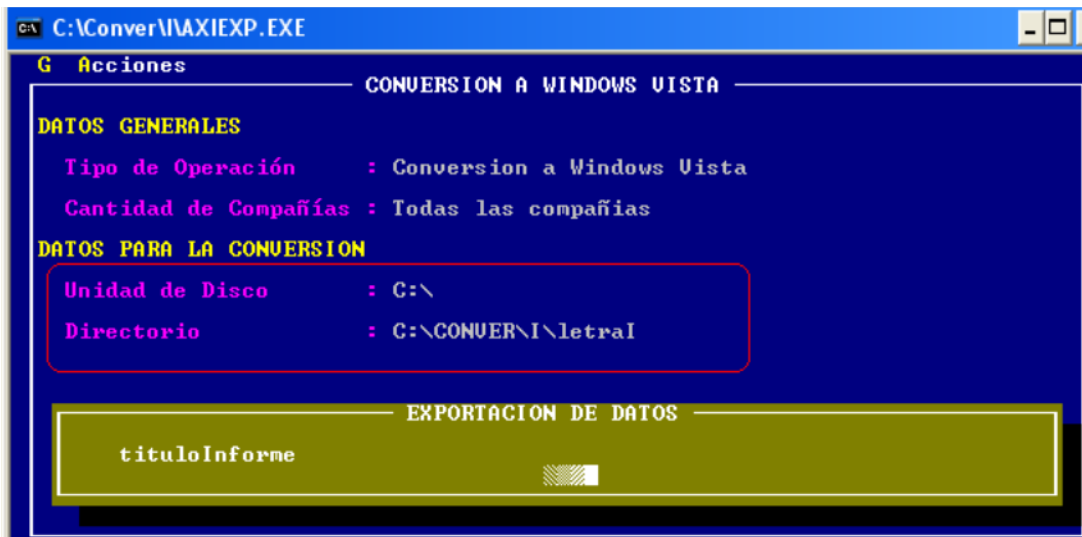 C:\Conver\I\AXIEXP.EXE
G Acciones
CONVERSION A WINDOWS VISTA
DATOS GENERALES
Tipo de Operación : Conversion a Windows Vista
Cantidad de Compañías : Todas las compañias
DATOS PARA LA CONVERSION
Unidad de Disco : C:\
Directorio : C:\CONVER\I\letraI
EXPORTACION DE DATOS
tituloInforme